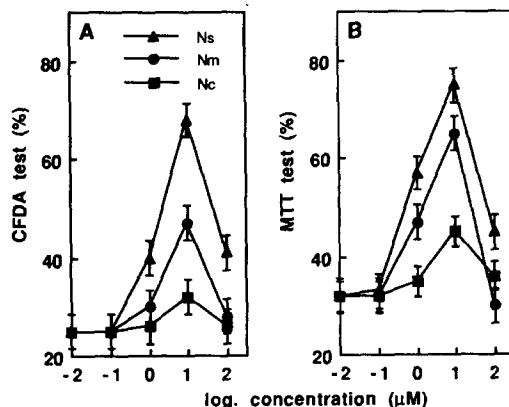 A
Ns
Nm
Nc
CFDA test (%)
80
60
40
20
-2 -1 0 1 2
B
MTT test (%)
80
60
40
20
-2 -1 0 1 2
log. concentration (μM)